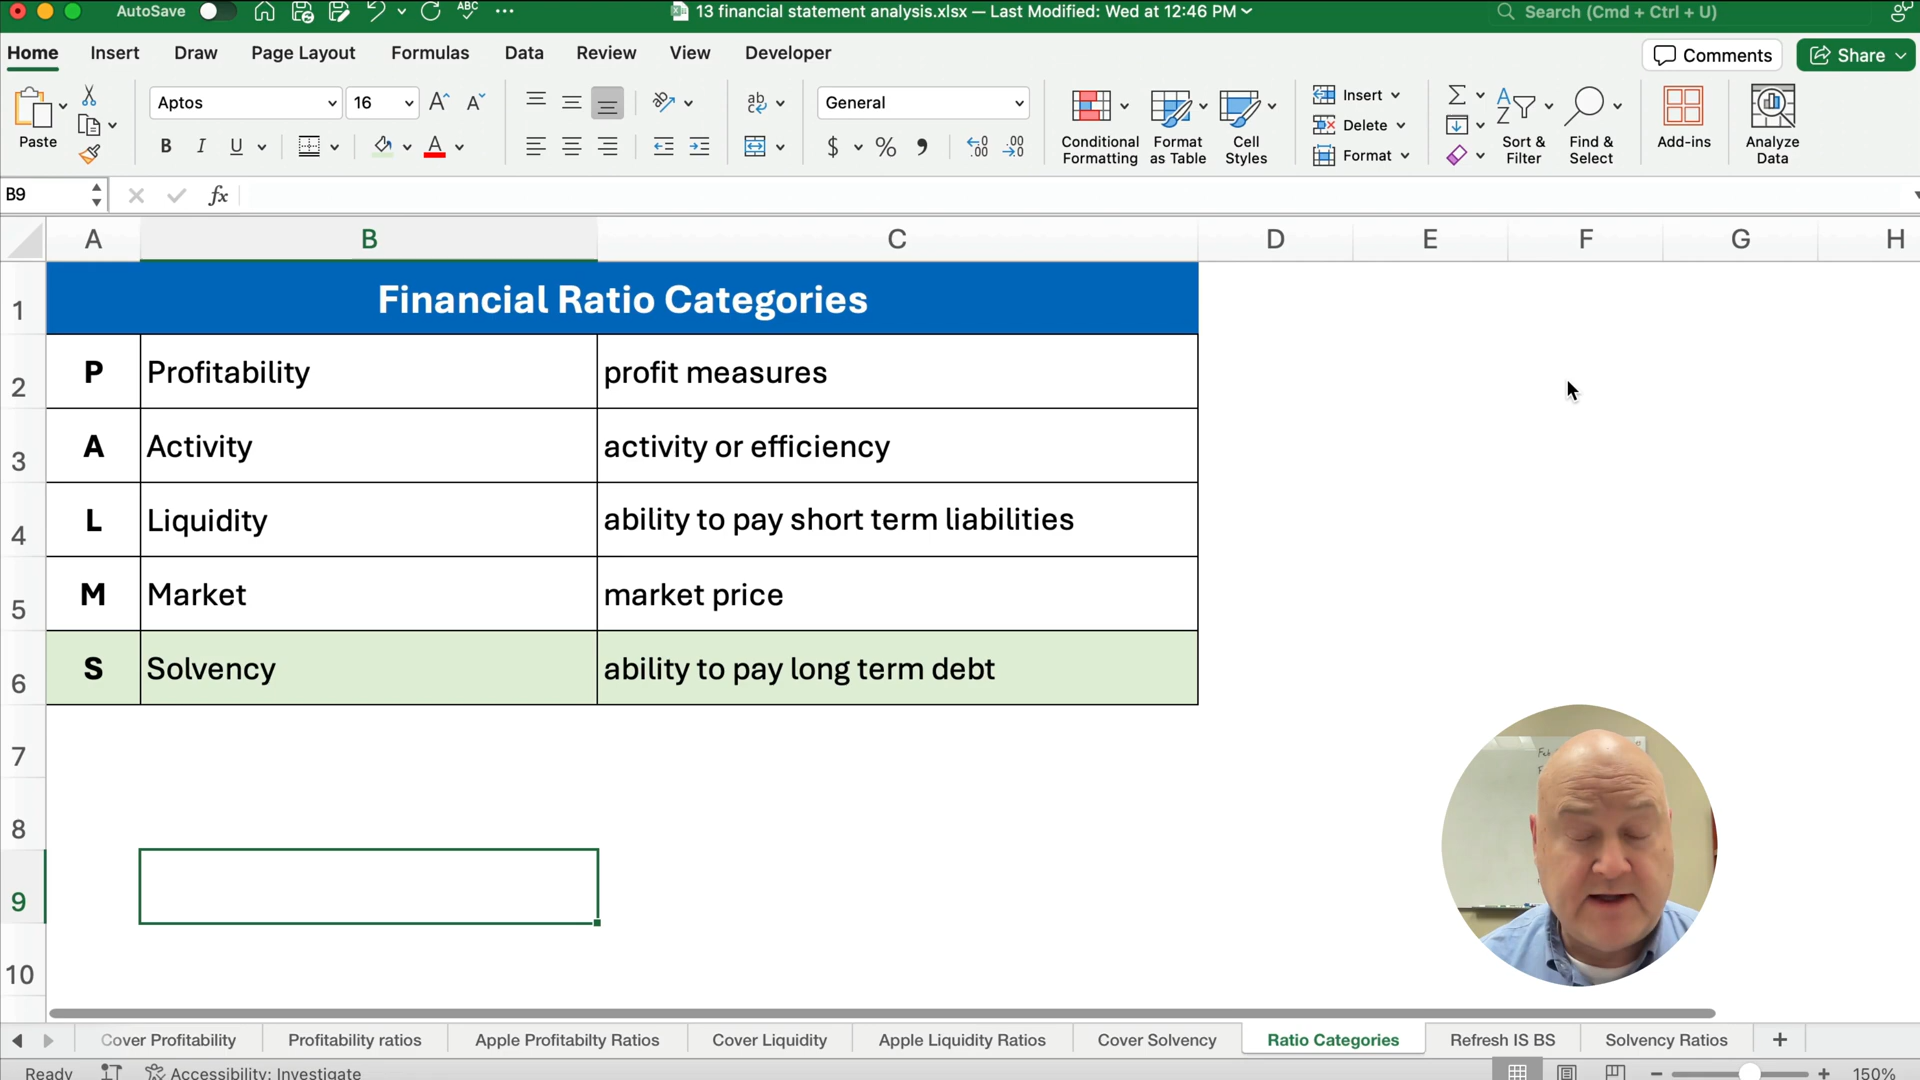 AutoSave
ABC
13 financial statement analysis.xlsx — Last Modified: Wed at 12:46 PM
Search (Cmd + Ctrl + U)
Home Insert Draw Page Layout Formulas Data Review View Developer
Comments
Share
Paste
Aptos
16
General
Conditional Formatting
Format as Table
Cell Styles
Insert
Delete
Format
Sort & Filter
Find & Select
Add-ins
Analyze Data
B9
fx
A B C D E F G H
1 Financial Ratio Categories
2 P Profitability profit measures
3 A Activity activity or efficiency
4 L Liquidity ability to pay short term liabilities
5 M Market market price
6 S Solvency ability to pay long term debt
7
8
9
10
Cover Profitability Profitability ratios Apple Profitabilty Ratios Cover Liquidity Apple Liquidity Ratios Cover Solvency Ratio Categories Refresh IS BS Solvency Ratios
Ready Accessibility: Investigate 150%